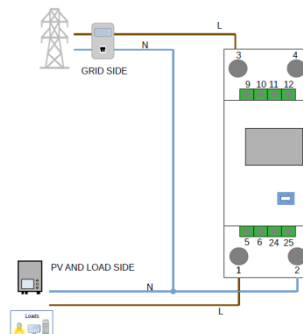 L
N
3 4
GRID SIDE
9 10 11 12
5 6 24 25
PV AND LOAD SIDE
1 2
N
L
Loads